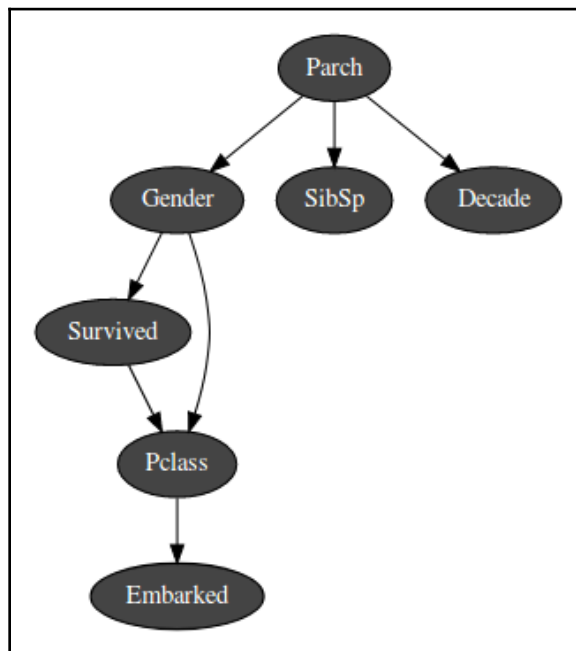 Parch
Gender
SibSp
Decade
Survived
Pclass
Embarked